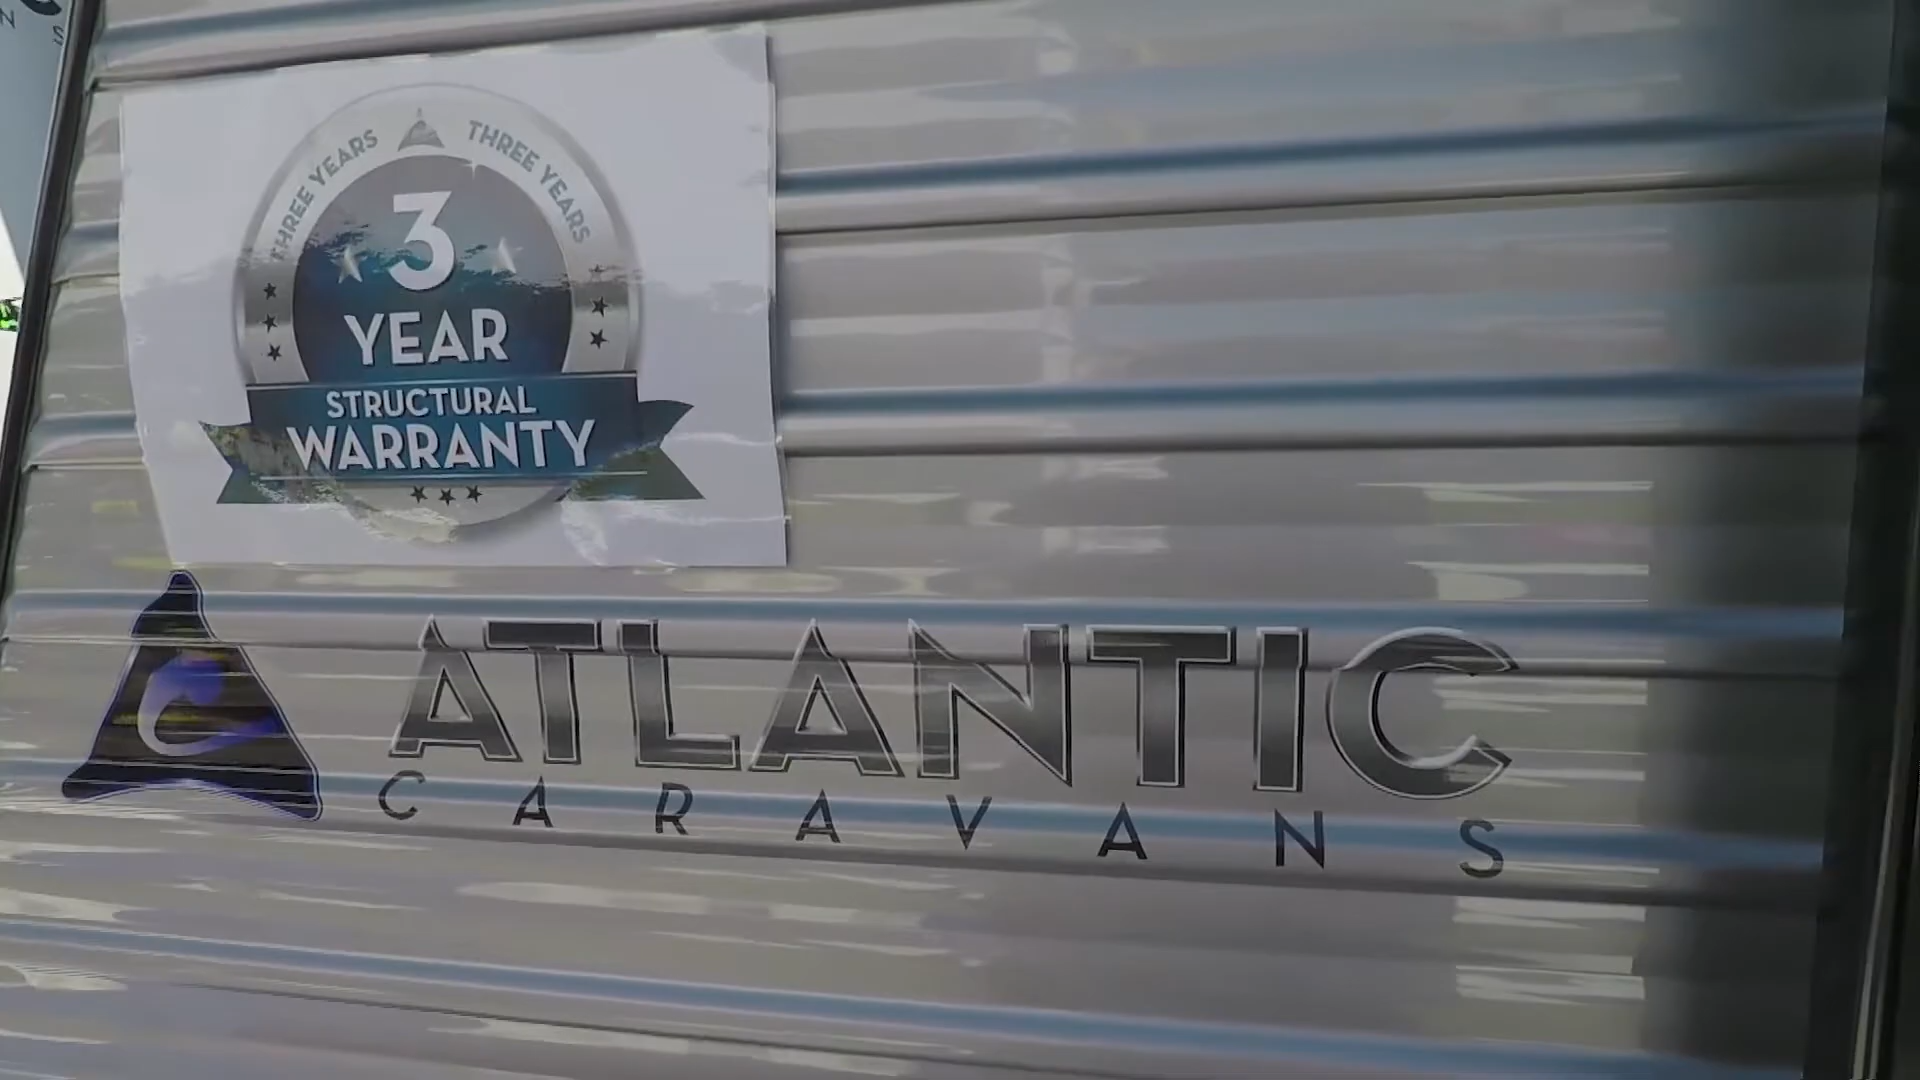 THREE YEARS THREE YEARS
3
YEAR
STRUCTURAL
WARRANTY
ATLANTIC
CARAVANS